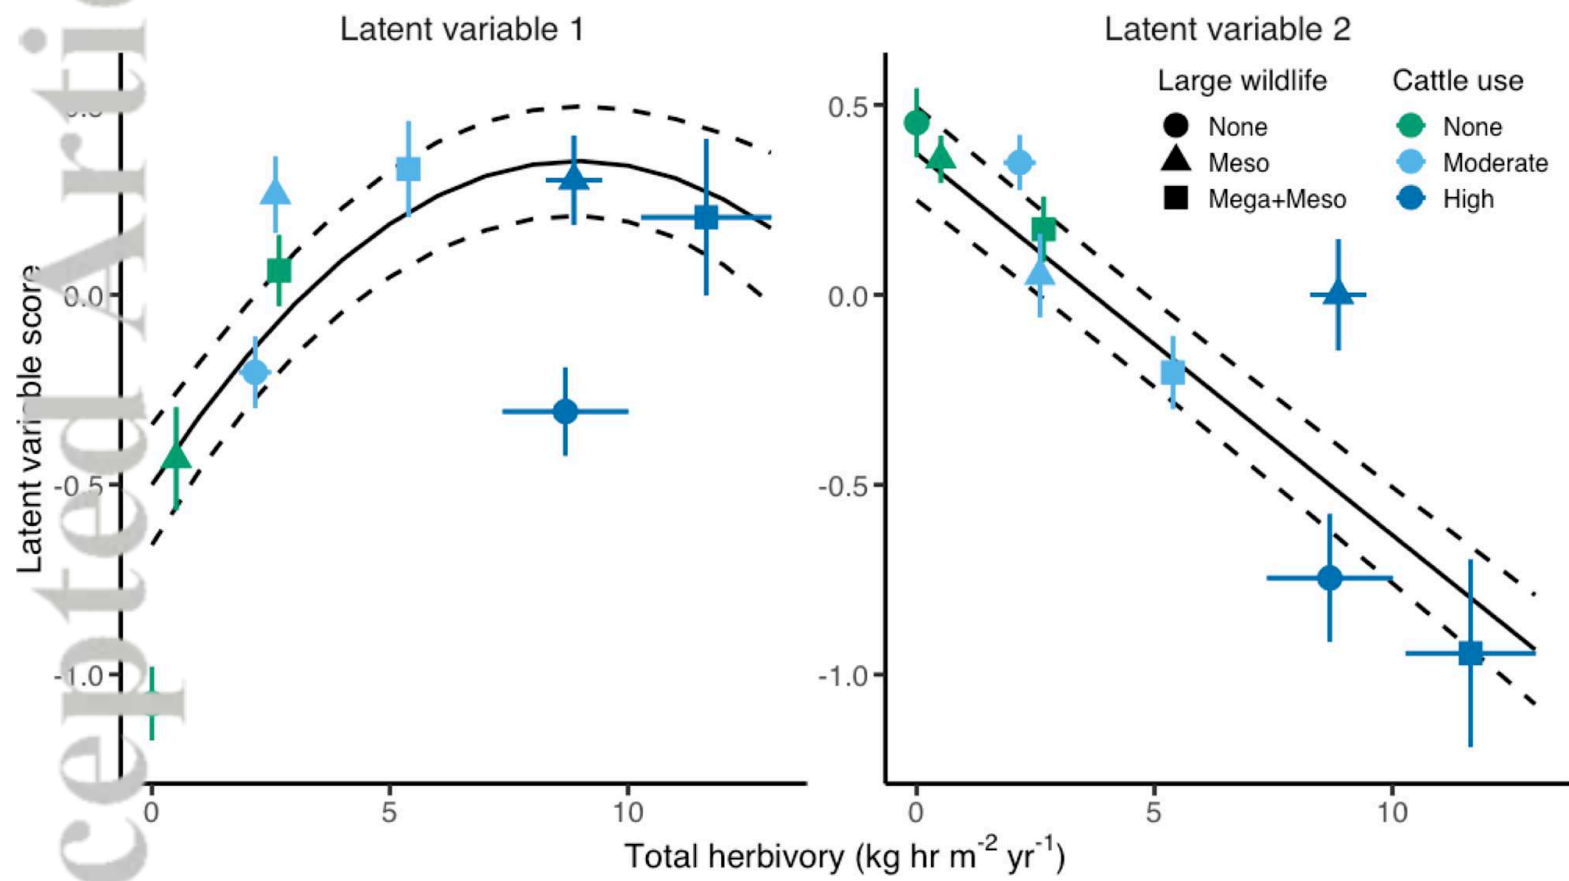 Latent variable 1
Latent variable 2
Large wildlife
Cattle use
None
Meso
Mega+Meso
None
Moderate
High
Latent variable score
0.0
-0.5
-1.0
0.5
0.0
-0.5
-1.0
0
5
10
0
5
10
Total herbivory (kg hr m-2 yr-1)
cepted Arti